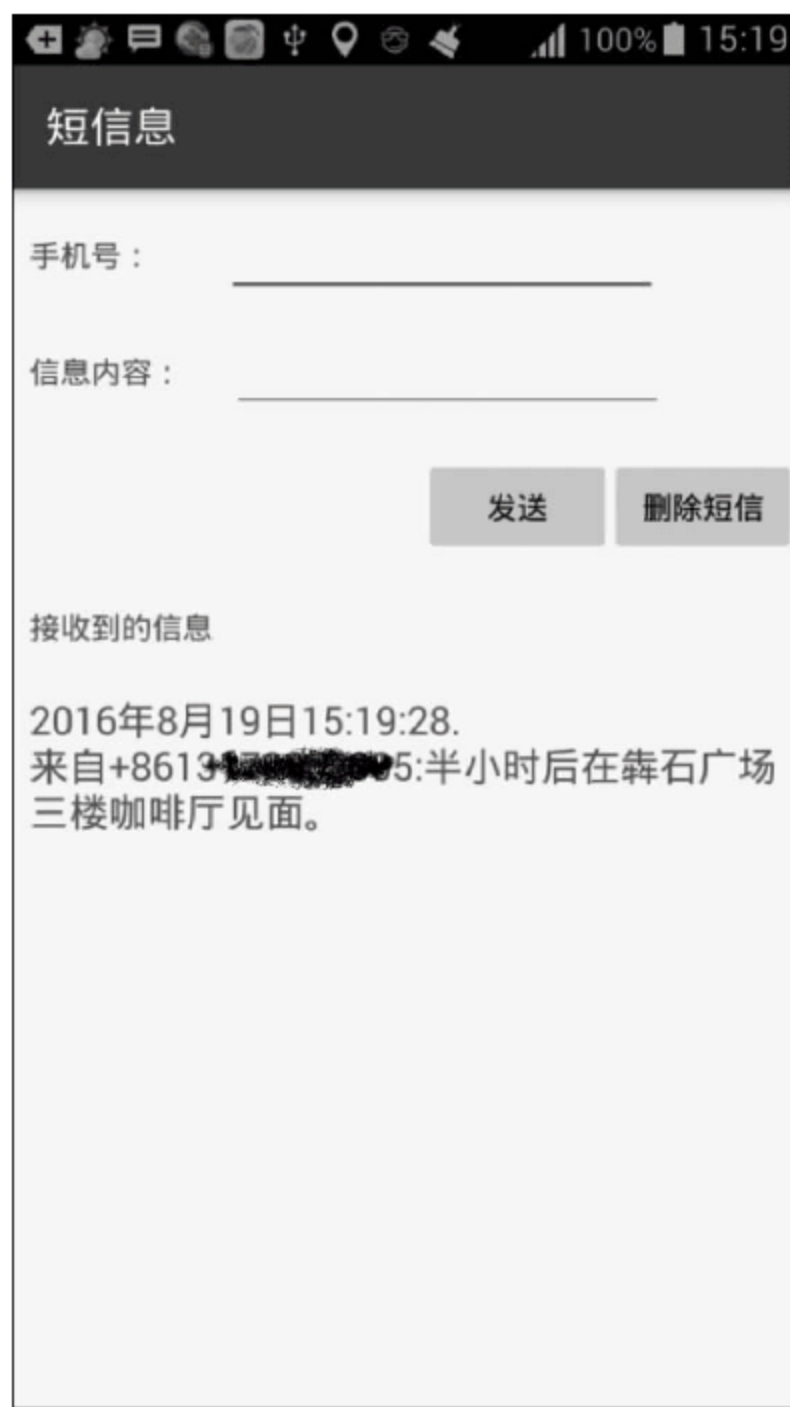 100% 15:19
短信息
手机号：
信息内容：
发送 删除短信
接收到的信息
2016年8月19日15:19:28.
来自+8613 5:半小时后在犇石广场
三楼咖啡厅见面。